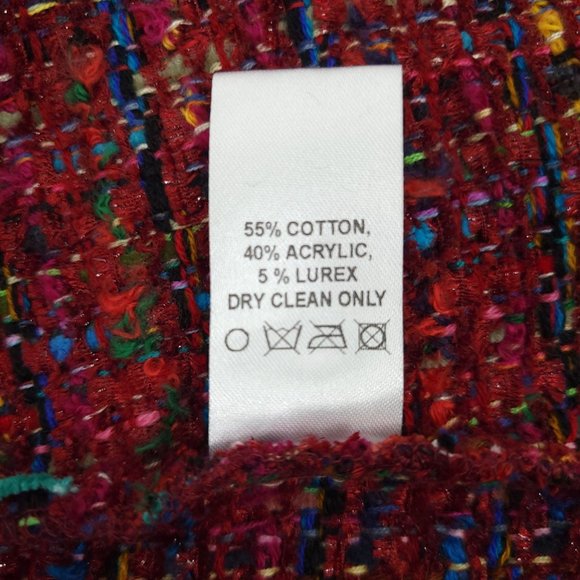 55% COTTON,
40% ACRYLIC,
5 % LUREX
DRY CLEAN ONLY